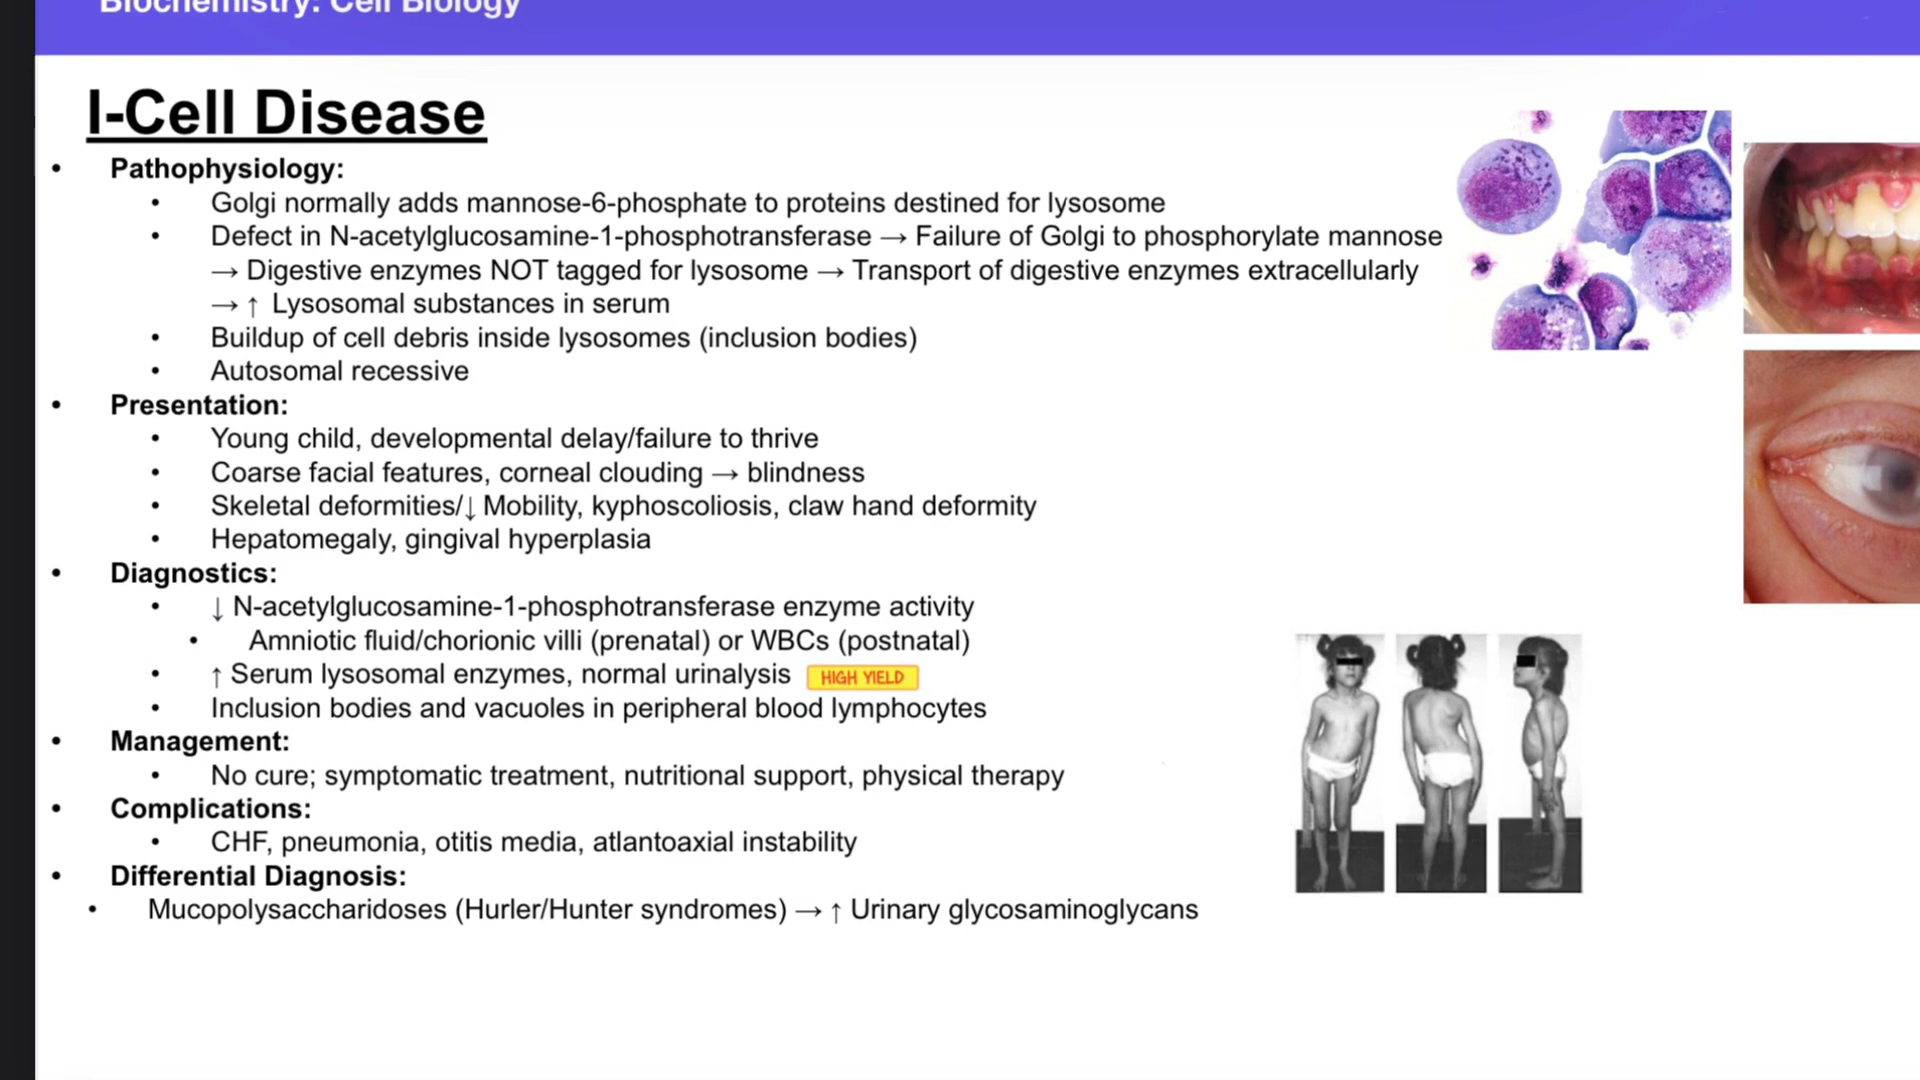 Biochemistry: Cell Biology
I-Cell Disease
• Pathophysiology:
• Golgi normally adds mannose-6-phosphate to proteins destined for lysosome
• Defect in N-acetylglucosamine-1-phosphotransferase → Failure of Golgi to phosphorylate mannose
→ Digestive enzymes NOT tagged for lysosome → Transport of digestive enzymes extracellularly
→ ↑ Lysosomal substances in serum
• Buildup of cell debris inside lysosomes (inclusion bodies)
• Autosomal recessive
• Presentation:
• Young child, developmental delay/failure to thrive
• Coarse facial features, corneal clouding → blindness
• Skeletal deformities/↓ Mobility, kyphoscoliosis, claw hand deformity
• Hepatomegaly, gingival hyperplasia
• Diagnostics:
• ↓ N-acetylglucosamine-1-phosphotransferase enzyme activity
• Amniotic fluid/chorionic villi (prenatal) or WBCs (postnatal)
• ↑ Serum lysosomal enzymes, normal urinalysis HIGH YIELD
• Inclusion bodies and vacuoles in peripheral blood lymphocytes
• Management:
• No cure; symptomatic treatment, nutritional support, physical therapy
• Complications:
• CHF, pneumonia, otitis media, atlantoaxial instability
• Differential Diagnosis:
• Mucopolysaccharidoses (Hurler/Hunter syndromes) → ↑ Urinary glycosaminoglycans